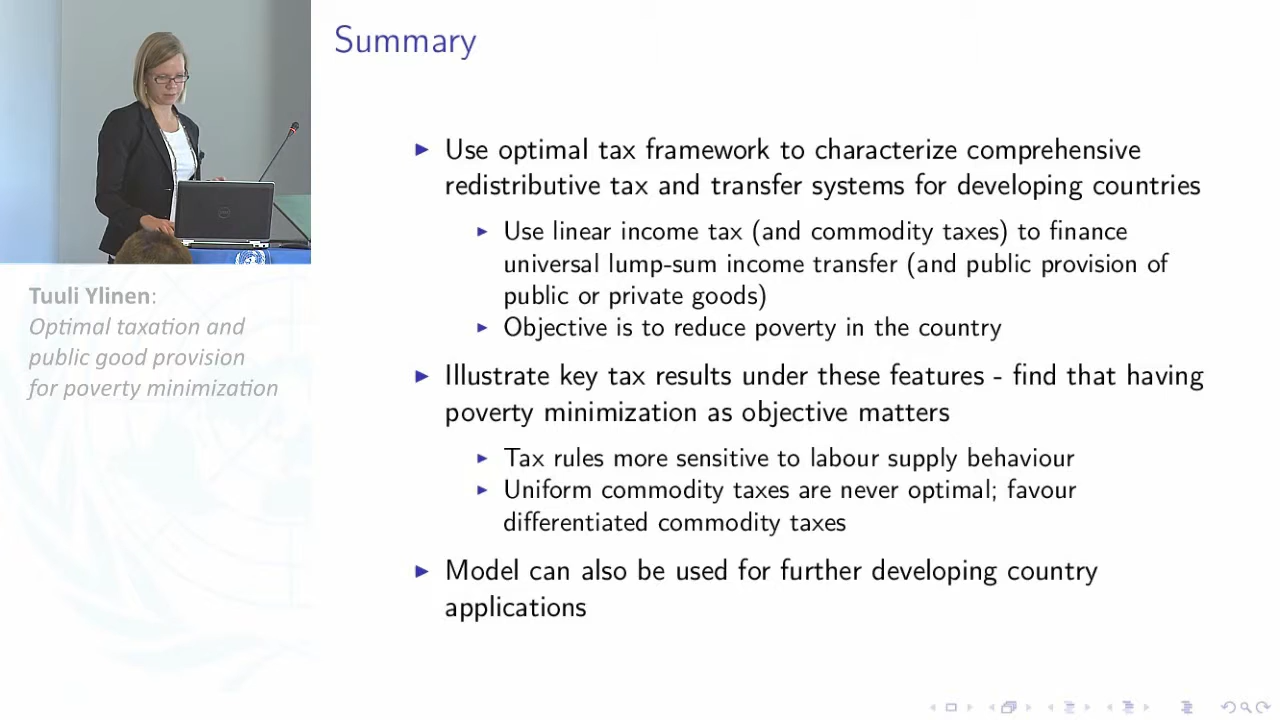 Summary
▶ Use optimal tax framework to characterize comprehensive
redistributive tax and transfer systems for developing countries
▶ Use linear income tax (and commodity taxes) to finance
universal lump-sum income transfer (and public provision of
public or private goods)
▶ Objective is to reduce poverty in the country
▶ Illustrate key tax results under these features - find that having
poverty minimization as objective matters
▶ Tax rules more sensitive to labour supply behaviour
▶ Uniform commodity taxes are never optimal; favour
differentiated commodity taxes
▶ Model can also be used for further developing country
applications
Tuuli Ylinen:
Optimal taxation and
public good provision
for poverty minimization